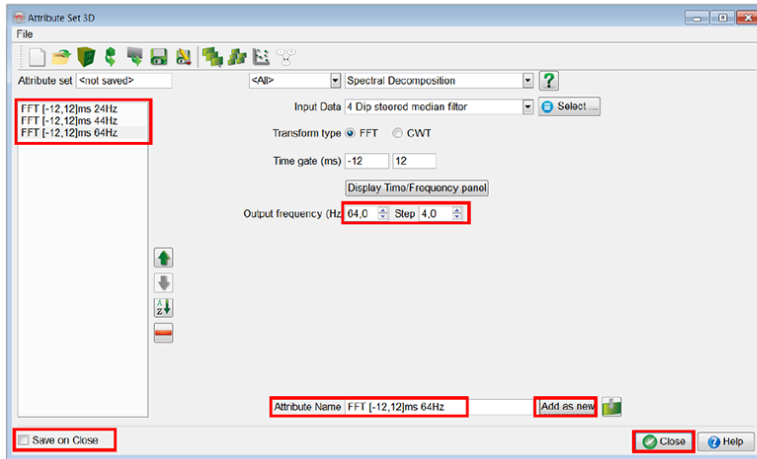 Attribute Set 3D
File
Attribute set <not saved> <All> Spectral Decomposition ?
FFT [-12,12]ms 24Hz
FFT [-12,12]ms 44Hz
FFT [-12,12]ms 64Hz
Input Data 4 Dip steered median filter Select ...
Transform type FFT CWT
Time gate (ms) -12 12
Display Time/Frequency panel
Output frequency (Hz 64,0 Step 4,0
A
Z
Attribute Name FFT [-12,12]ms 64Hz Add as new
Save on Close Close ? Help